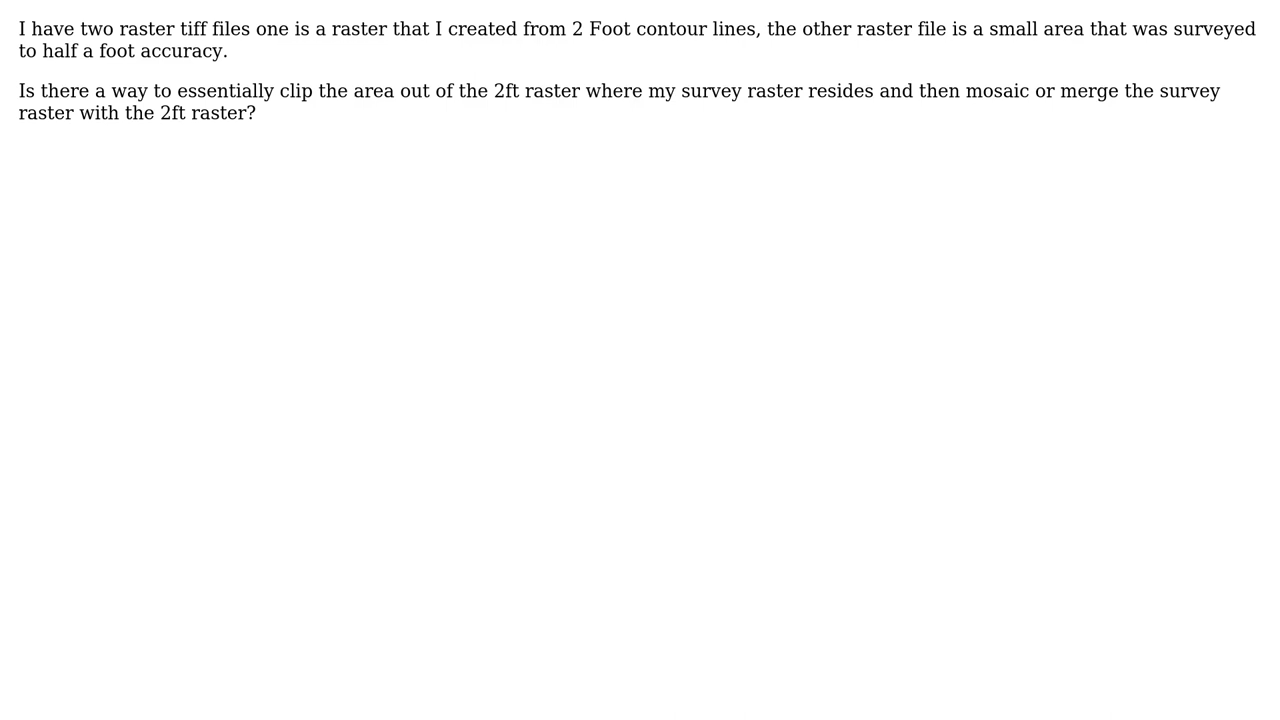 I have two raster tiff files one is a raster that I created from 2 Foot contour lines, the other raster file is a small area that was surveyed
to half a foot accuracy.
Is there a way to essentially clip the area out of the 2ft raster where my survey raster resides and then mosaic or merge the survey
raster with the 2ft raster?